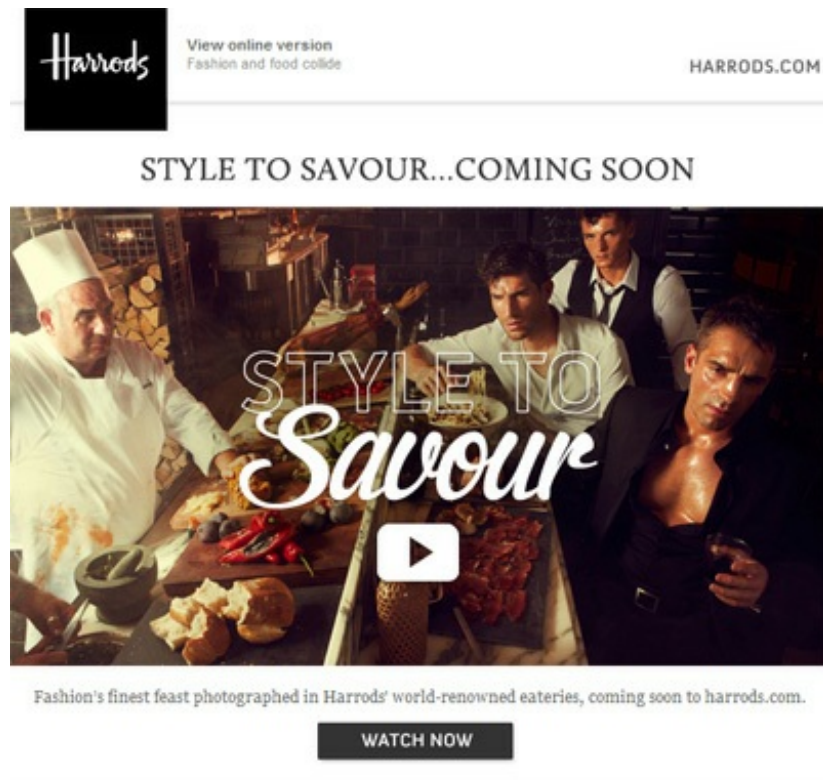 Harrods
View online version
Fashion and food collide
HARRODS.COM
STYLE TO SAVOUR...COMING SOON
STYLE TO
Savour
Fashion's finest feast photographed in Harrods' world-renowned eateries, coming soon to harrods.com.
WATCH NOW